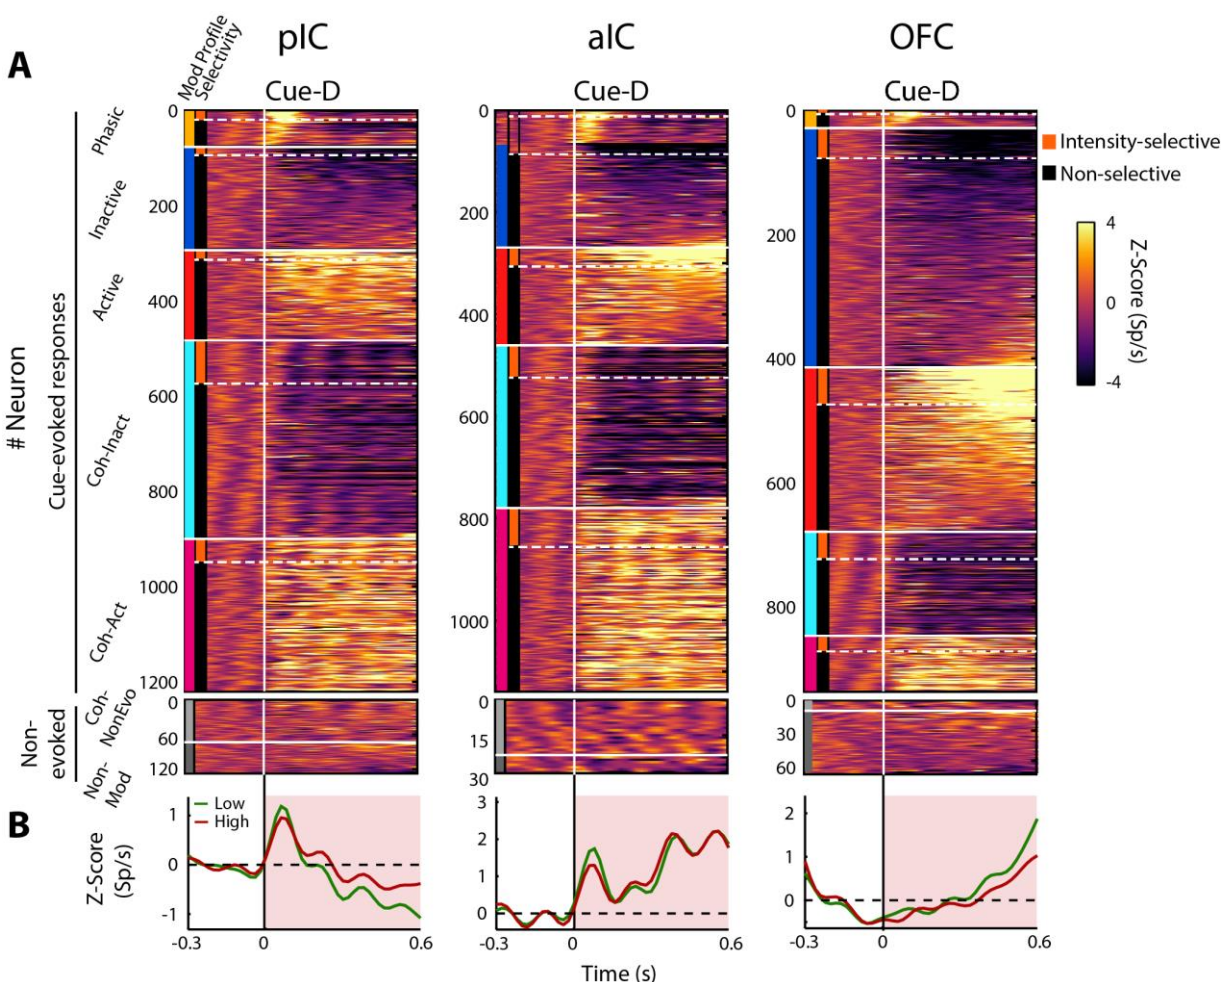 pIC
aIC
OFC
A
Mod Profile
Selectivity
Cue-D
Cue-D
Cue-D
# Neuron
Cue-evoked responses
Phasic
Inactive
Active
Coh-Inact
Coh-Act
0
200
400
600
800
1000
1200
0
200
400
600
800
1000
0
200
400
600
800
Intensity-selective
Non-selective
4
0
-4
Z-Score (Sp/s)
Non-
evoked
Coh-
NonEvo
Non-
Mod
0
60
120
0
15
30
0
30
60
B
Z-Score
(Sp/s)
Low
High
1
0
-1
-0.3
0
0.6
3
2
1
0
-0.3
0
0.6
2
1
0
-0.3
0
0.6
Time (s)